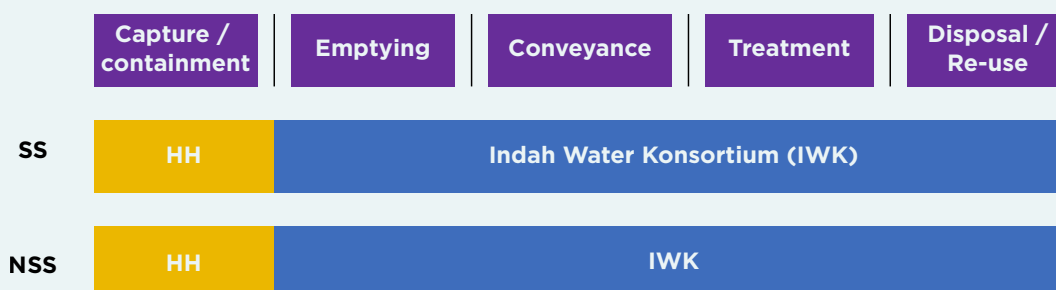 Capture /
containment
Emptying
Conveyance
Treatment
Disposal /
Re-use
SS
HH
Indah Water Konsortium (IWK)
NSS
HH
IWK